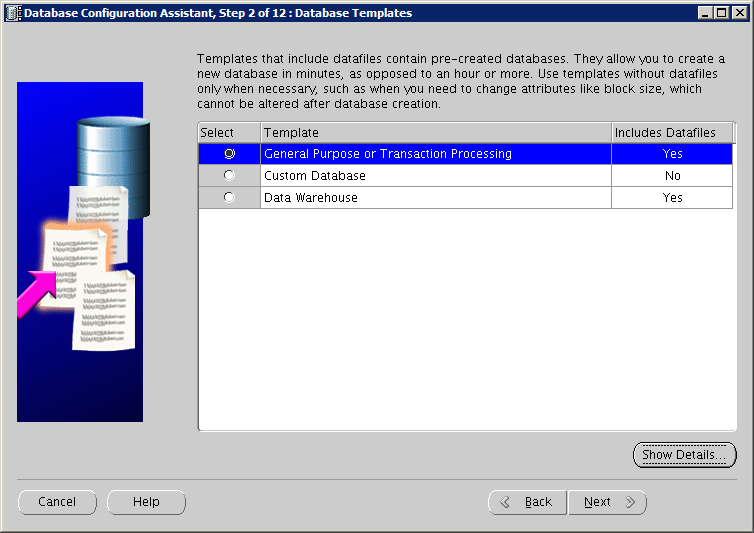 Database Configuration Assistant, Step 2 of 12 : Database Templates
Templates that include datafiles contain pre-created databases. They allow you to create a
new database in minutes, as opposed to an hour or more. Use templates without datafiles
only when necessary, such as when you need to change attributes like block size, which
cannot be altered after database creation.
Select Template Includes Datafiles
General Purpose or Transaction Processing Yes
Custom Database No
Data Warehouse Yes
Show Details...
Cancel Help Back Next